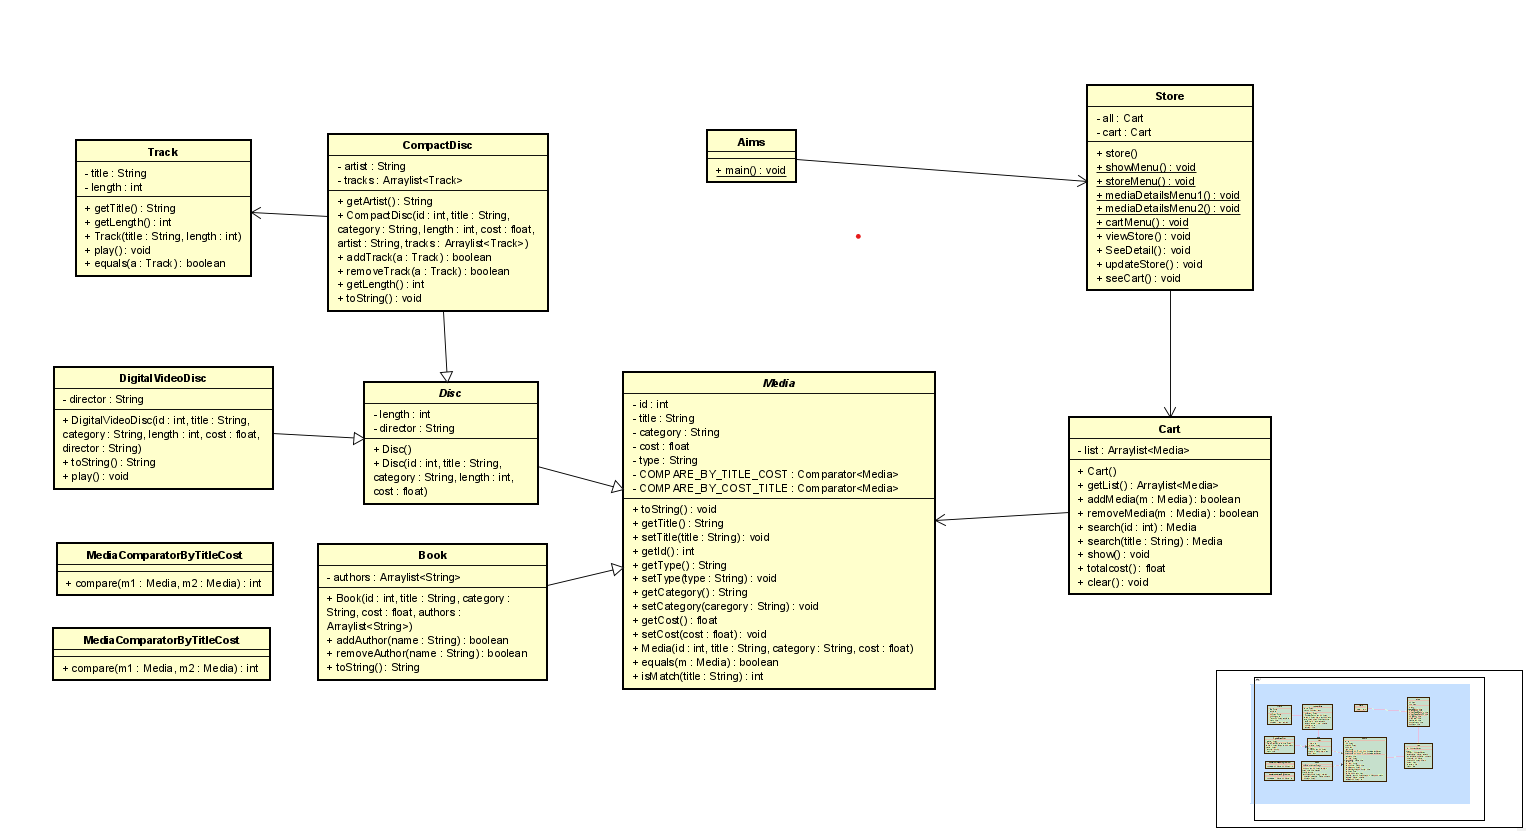 Track
- title : String
- length : int
+ getTitle() : String
+ getLength() : int
+ Track(title : String, length : int)
+ play() : void
+ equals(a : Track) : boolean
CompactDisc
- artist : String
- tracks : Arraylist<Track>
+ getArtist() : String
+ CompactDisc(id : int, title : String,
category : String, length : int, cost : float,
artist : String, tracks : Arraylist<Track>)
+ addTrack(a : Track) : boolean
+ removeTrack(a : Track) : boolean
+ getLength() : int
+ toString() : void
Aims
+ main() : void
Store
- all : Cart
- cart : Cart
+ store()
+ showMenu() : void
+ storeMenu() : void
+ mediaDetailsMenu1() : void
+ mediaDetailsMenu2() : void
+ cartMenu() : void
+ viewStore() : void
+ SeeDetail() : void
+ updateStore() : void
+ seeCart() : void
DigitalVideoDisc
- director : String
+ DigitalVideoDisc(id : int, title : String,
category : String, length : int, cost : float,
director : String)
+ toString() : String
+ play() : void
Disc
- length : int
- director : String
+ Disc()
+ Disc(id : int, title : String,
category : String, length : int,
cost : float)
Media
- id : int
- title : String
- category : String
- cost : float
- type : String
- COMPARE_BY_TITLE_COST : Comparator<Media>
- COMPARE_BY_COST_TITLE : Comparator<Media>
+ toString() : void
+ getTitle() : String
+ setTitle(title : String) : void
+ getId() : int
+ getType() : String
+ setType(type : String) : void
+ getCategory() : String
+ setCategory(caregory : String) : void
+ getCost() : float
+ setCost(cost : float) : void
+ Media(id : int, title : String, category : String, cost : float)
+ equals(m : Media) : boolean
+ isMatch(title : String) : int
Cart
- list : Arraylist<Media>
+ Cart()
+ getList() : Arraylist<Media>
+ addMedia(m : Media) : boolean
+ removeMedia(m : Media) : boolean
+ search(id : int) : Media
+ search(title : String) : Media
+ show() : void
+ totalcost() : float
+ clear() : void
MediaComparatorByTitleCost
+ compare(m1 : Media, m2 : Media) : int
Book
- authors : Arraylist<String>
+ Book(id : int, title : String, category :
String, cost : float, authors :
Arraylist<String>)
+ addAuthor(name : String) : boolean
+ removeAuthor(name : String) : boolean
+ toString() : String
MediaComparatorByTitleCost
+ compare(m1 : Media, m2 : Media) : int